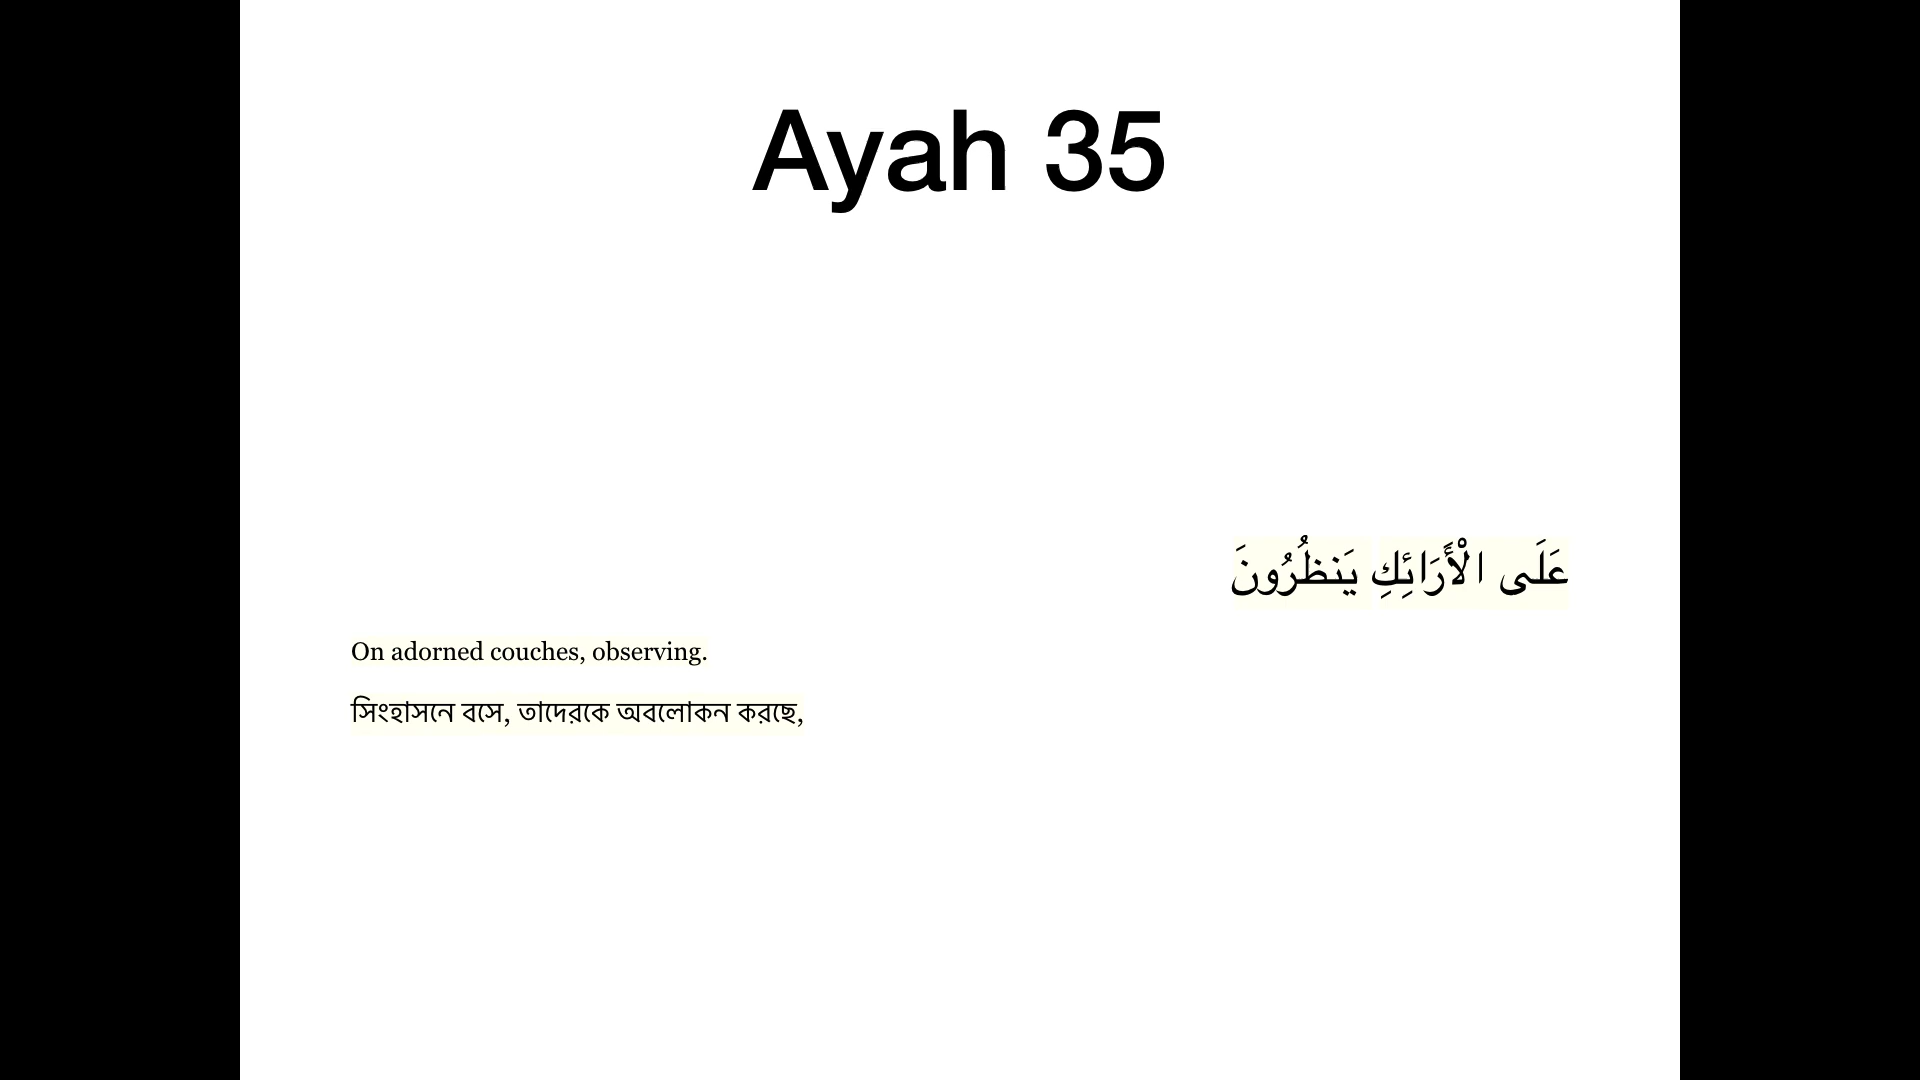 Ayah 35
عَلَى الْأَرَائِكِ يَنظُرُونَ
On adorned couches, observing.
সিংহাসনে বসে, তাদেরকে অবলোকন করছে,